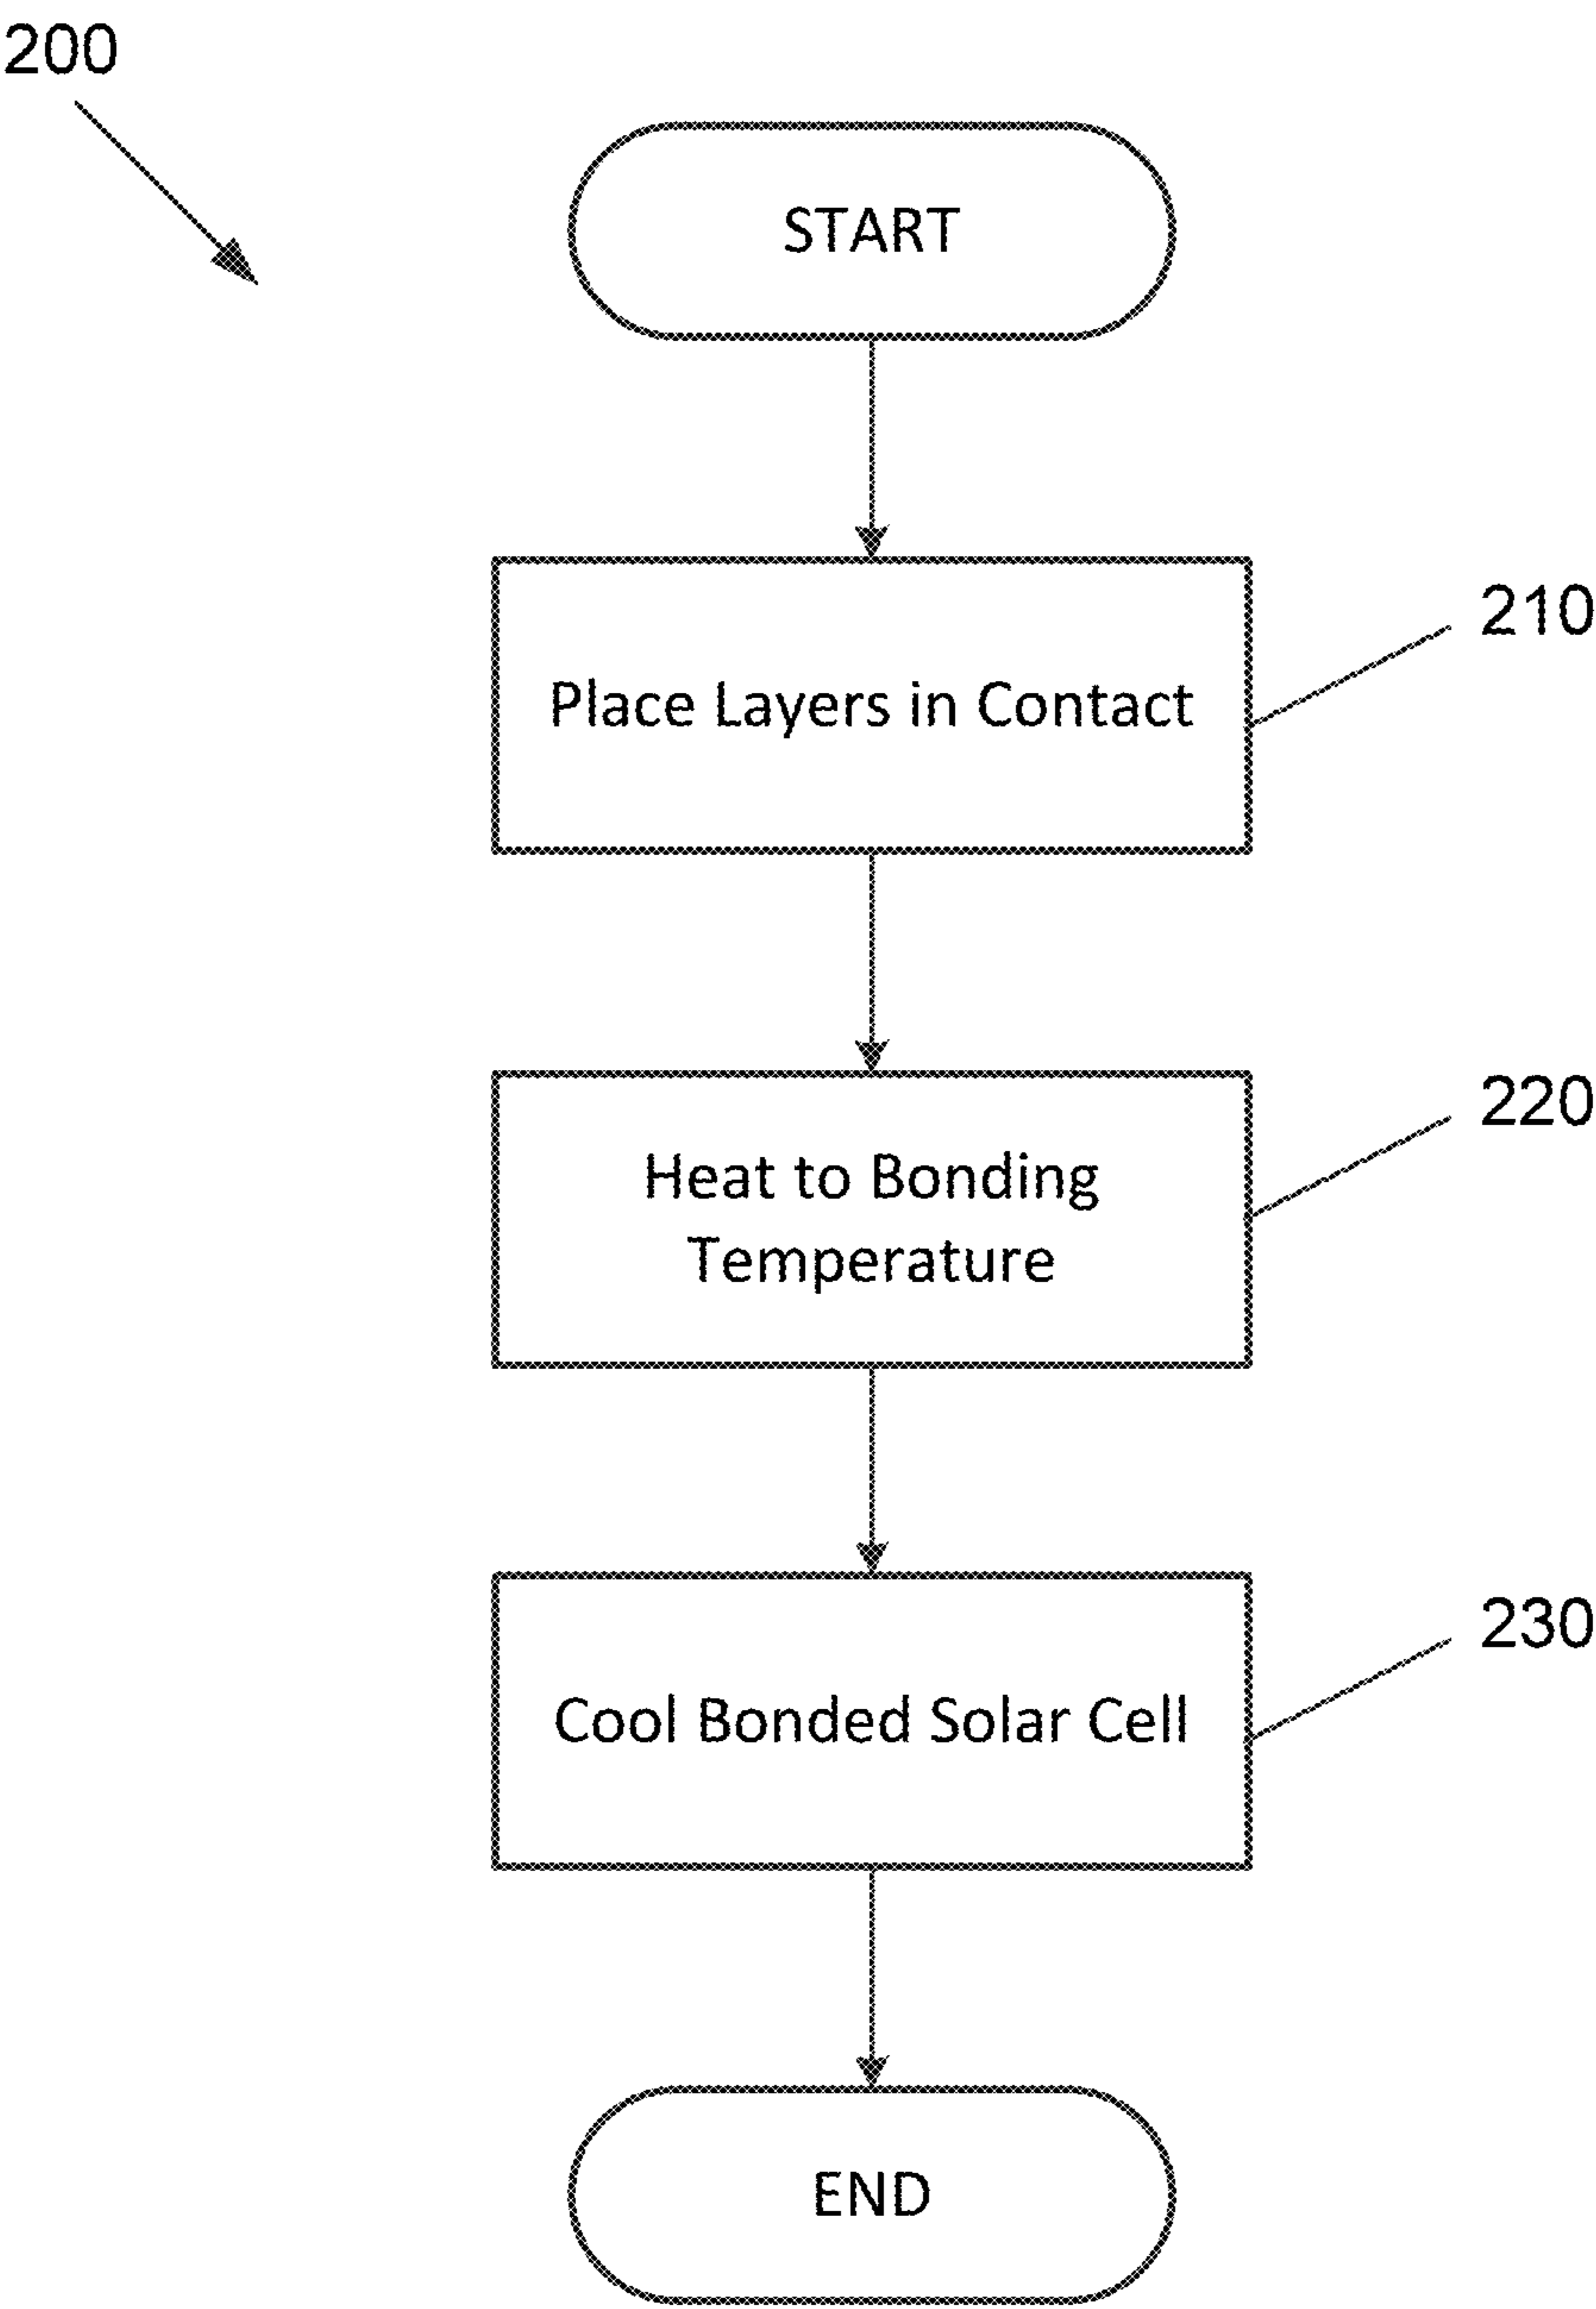 200
START
Place Layers in Contact
210
Heat to Bonding
Temperature
220
Cool Bonded Solar Cell
230
END